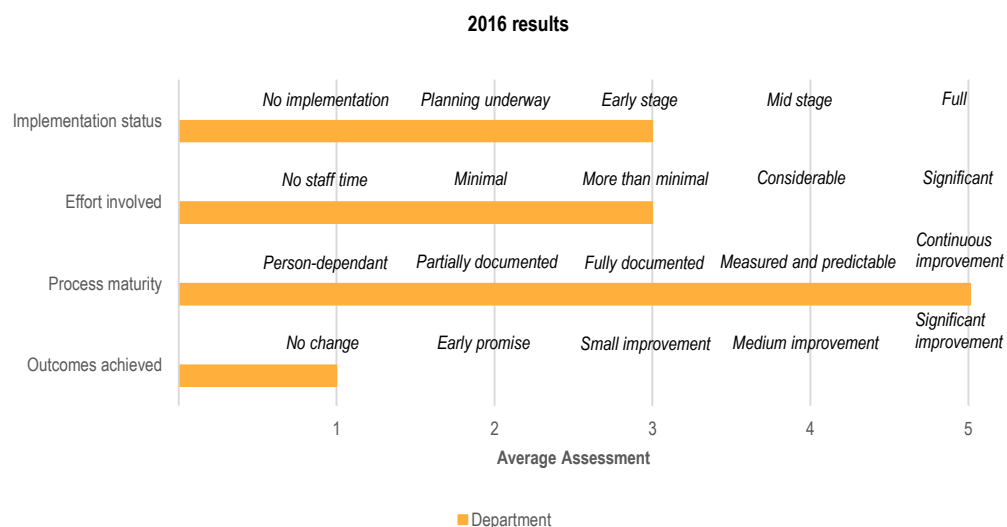 2016 results
No implementation Planning underway Early stage Mid stage Full
Implementation status
No staff time Minimal More than minimal Considerable Significant
Effort involved
Continuous
improvement
Person-dependant Partially documented Fully documented Measured and predictable
Process maturity
Significant
improvement
No change Early promise Small improvement Medium improvement
Outcomes achieved
1 2 3 4 5
Average Assessment
Department